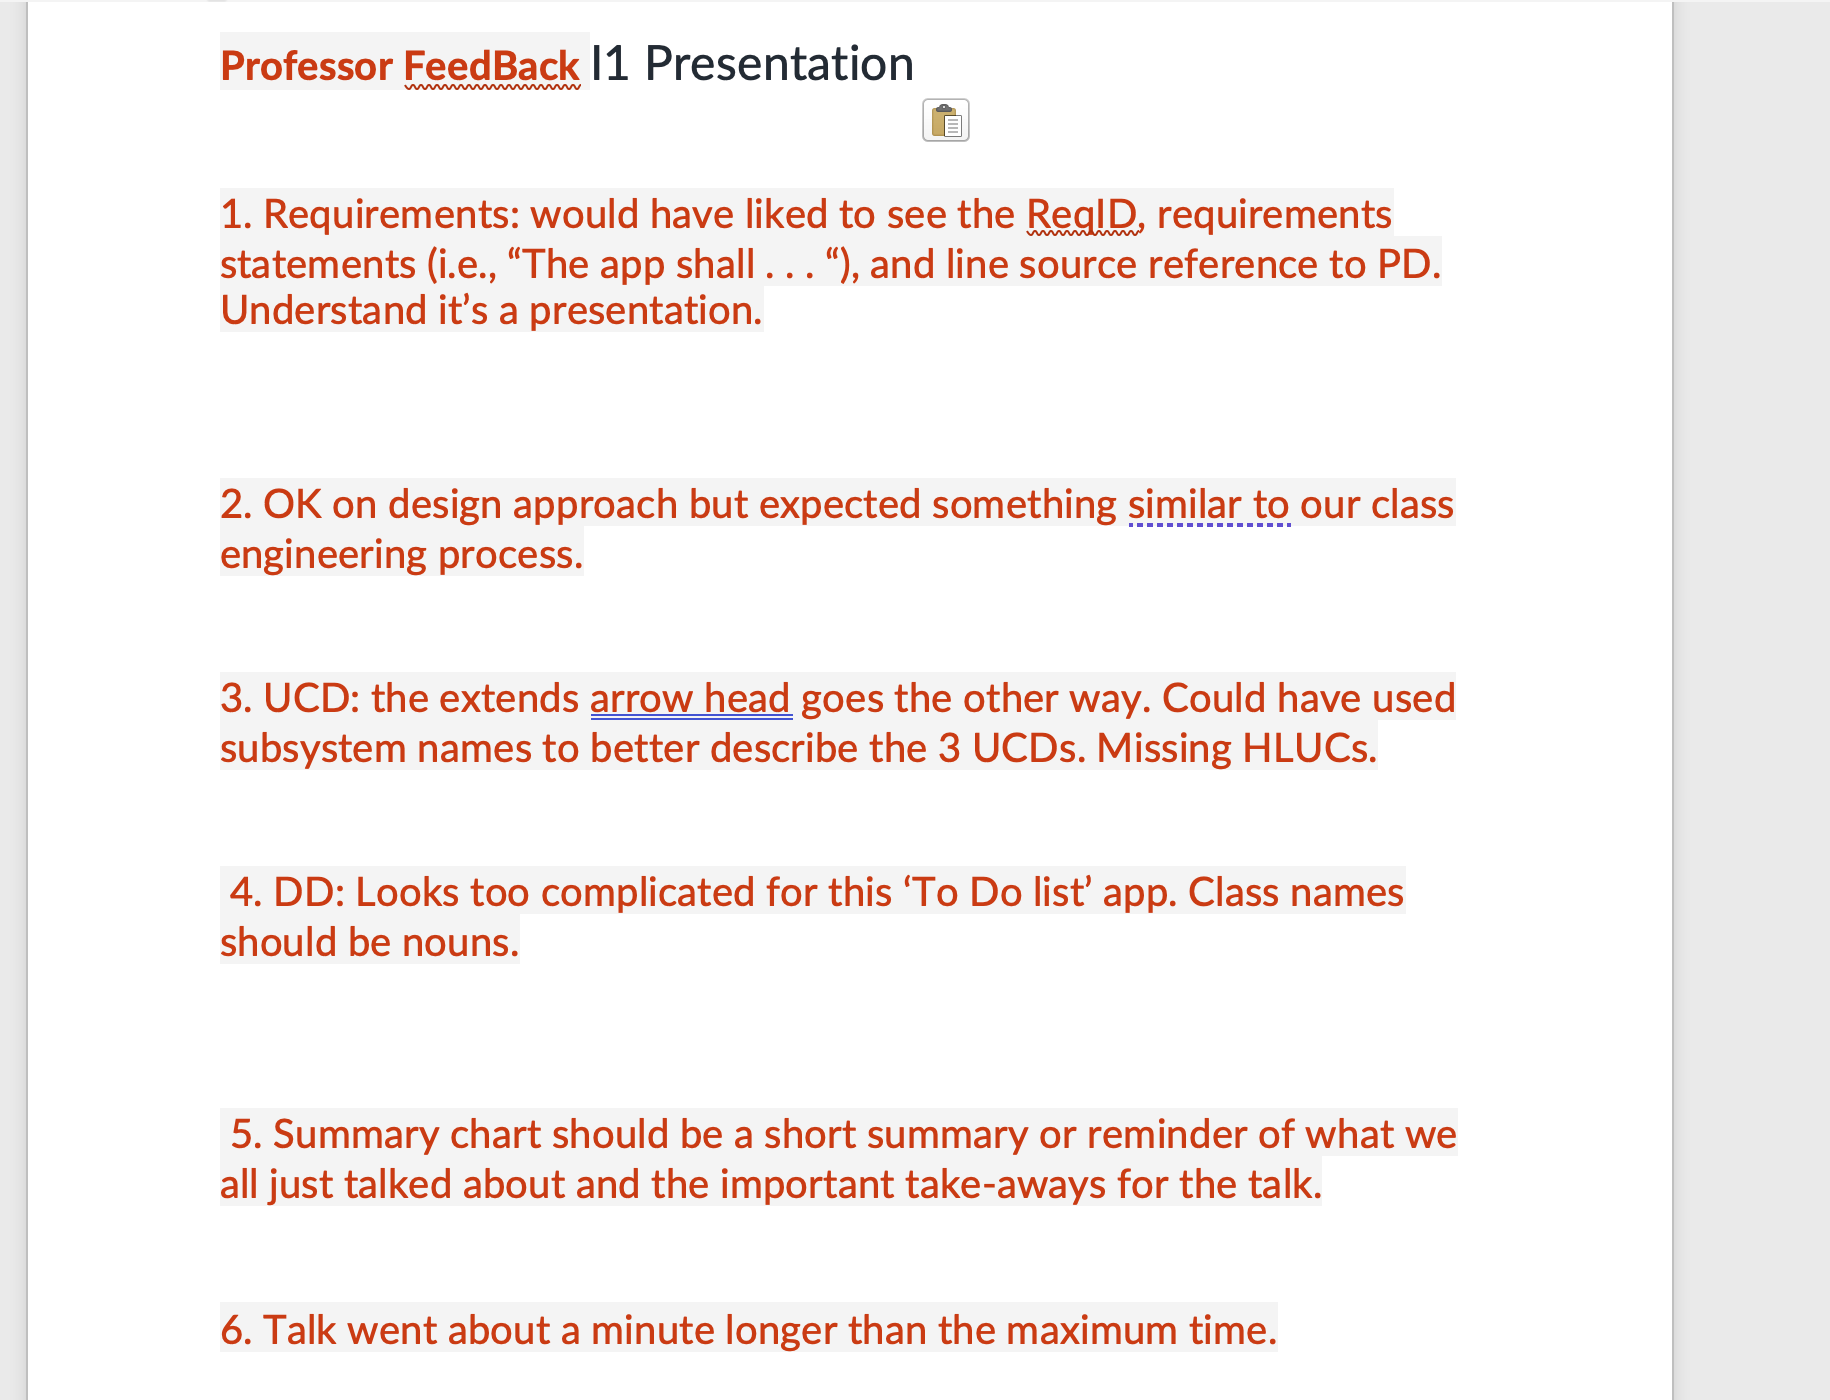 Professor FeedBack I1 Presentation
1. Requirements: would have liked to see the ReqID, requirements
statements (i.e., “The app shall . . . “), and line source reference to PD.
Understand it’s a presentation.
2. OK on design approach but expected something similar to our class
engineering process.
3. UCD: the extends arrow head goes the other way. Could have used
subsystem names to better describe the 3 UCDs. Missing HLUCs.
4. DD: Looks too complicated for this ‘To Do list’ app. Class names
should be nouns.
5. Summary chart should be a short summary or reminder of what we
all just talked about and the important take-aways for the talk.
6. Talk went about a minute longer than the maximum time.